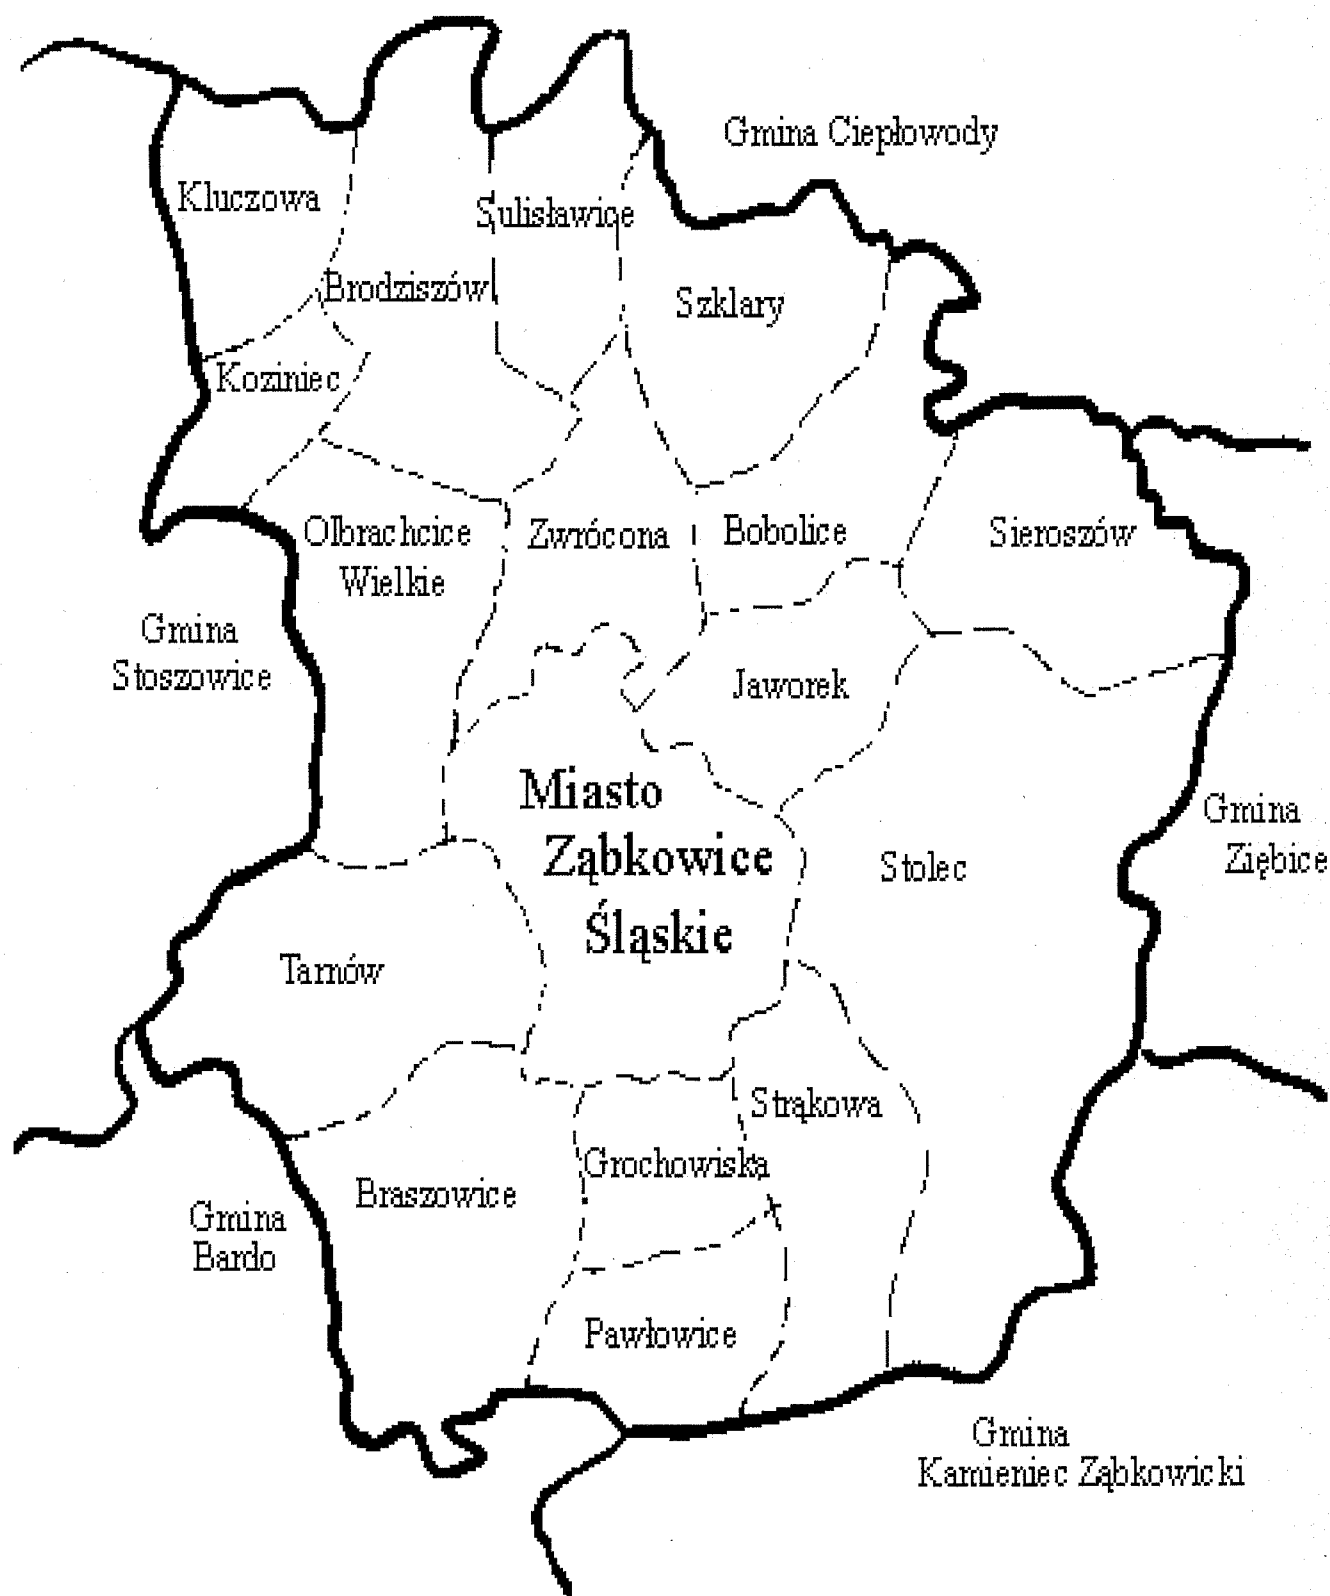 Gmina Ciepłowody
Kluczowa
Sulisławice
Brodziszów
Szklary
Koziniec
Olbrachcice
Wielkie
Zwrócona
Bobolice
Sieroszów
Gmina
Stoszowice
Jaworek
Miasto
Ząbkowice
Śląskie
Gmina
Ziębice
Stolec
Tarnów
Strąkowa
Grochowiska
Braszowice
Gmina
Bardo
Pawłowice
Gmina
Kamieniec Ząbkowicki